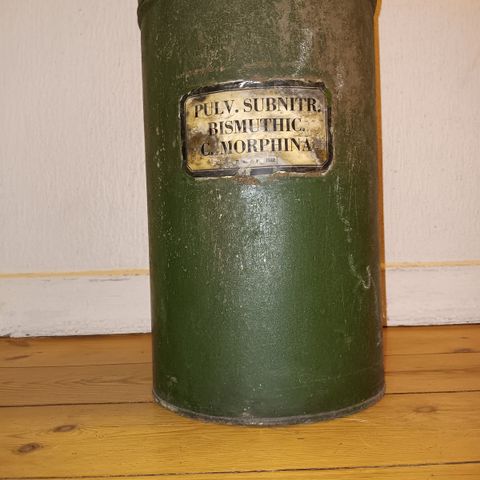 PULV. SUBNITR.
BISMUTHIC.
C. MORPHINA